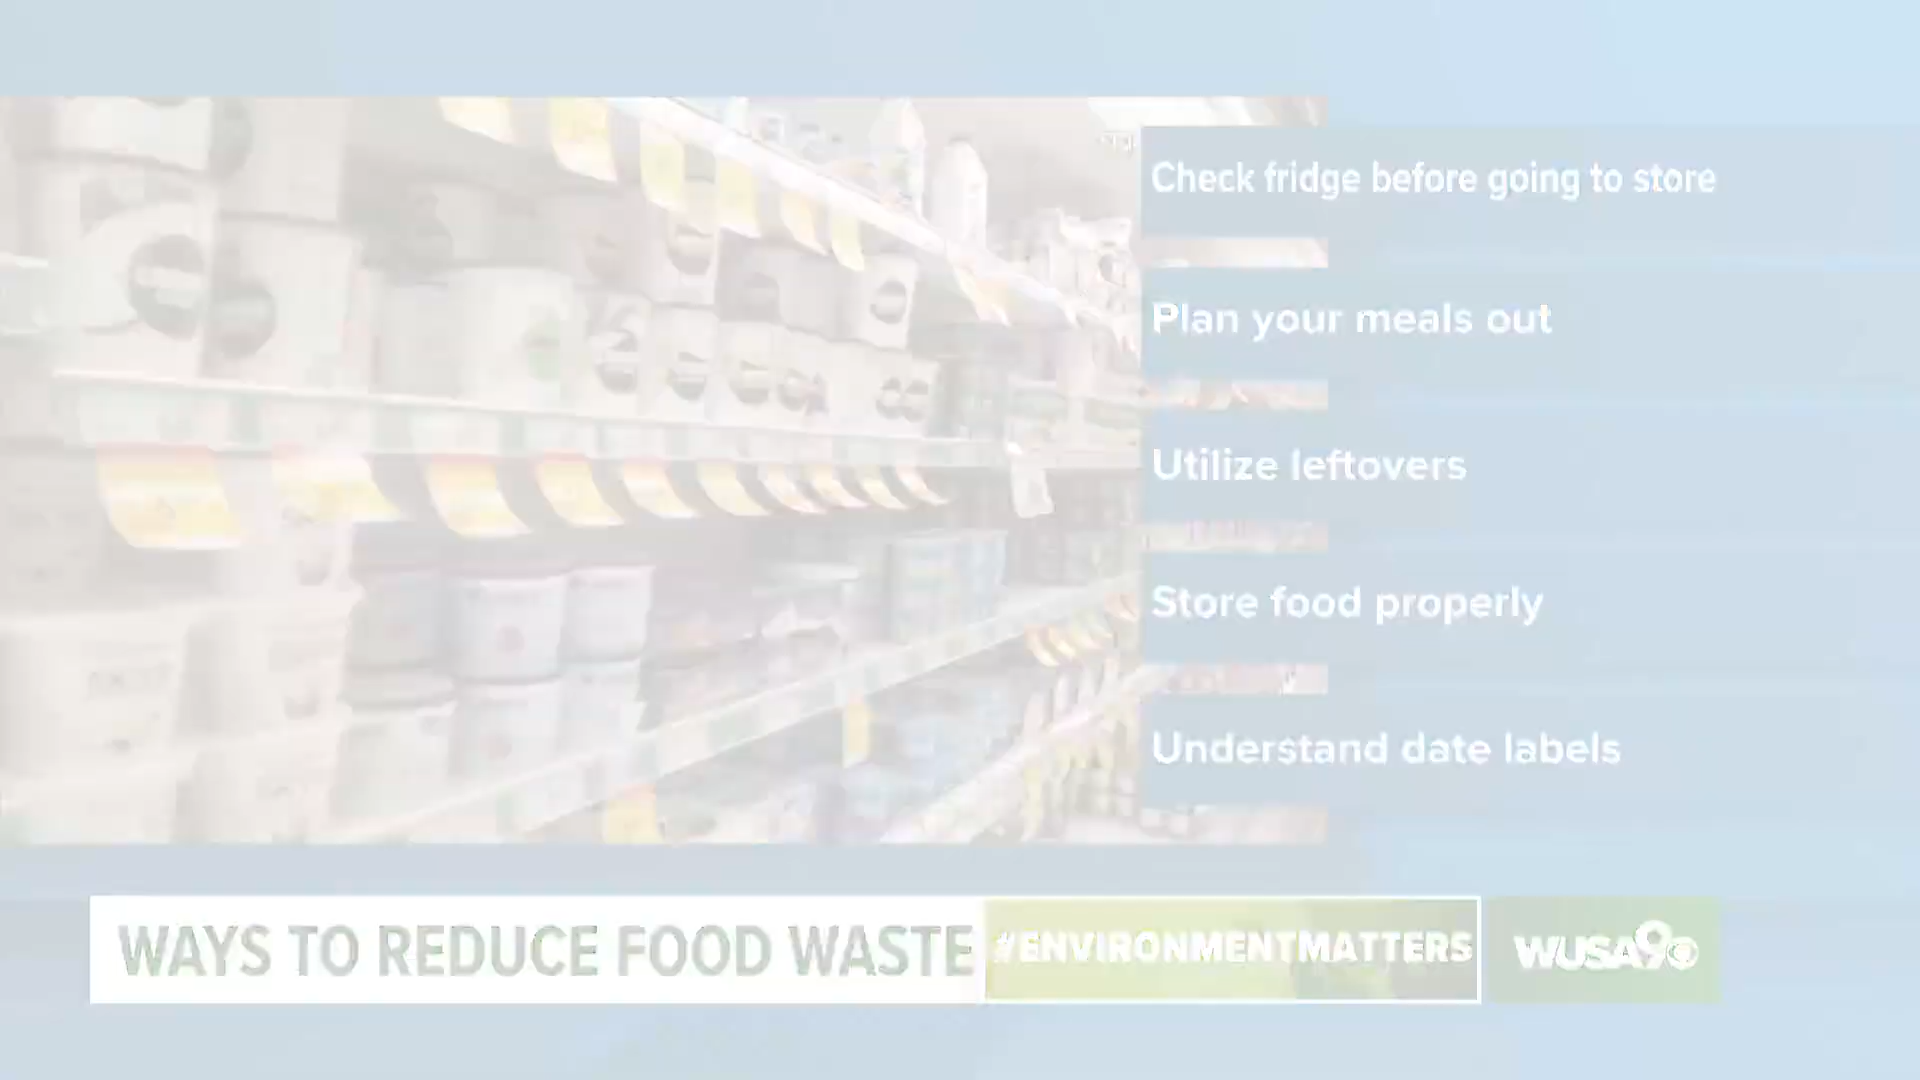 Check fridge before going to store
Plan your meals out
Utilize leftovers
Store food properly
Understand date labels
WAYS TO REDUCE FOOD WASTE
#ENVIRONMENTMATTERS
WUSA9